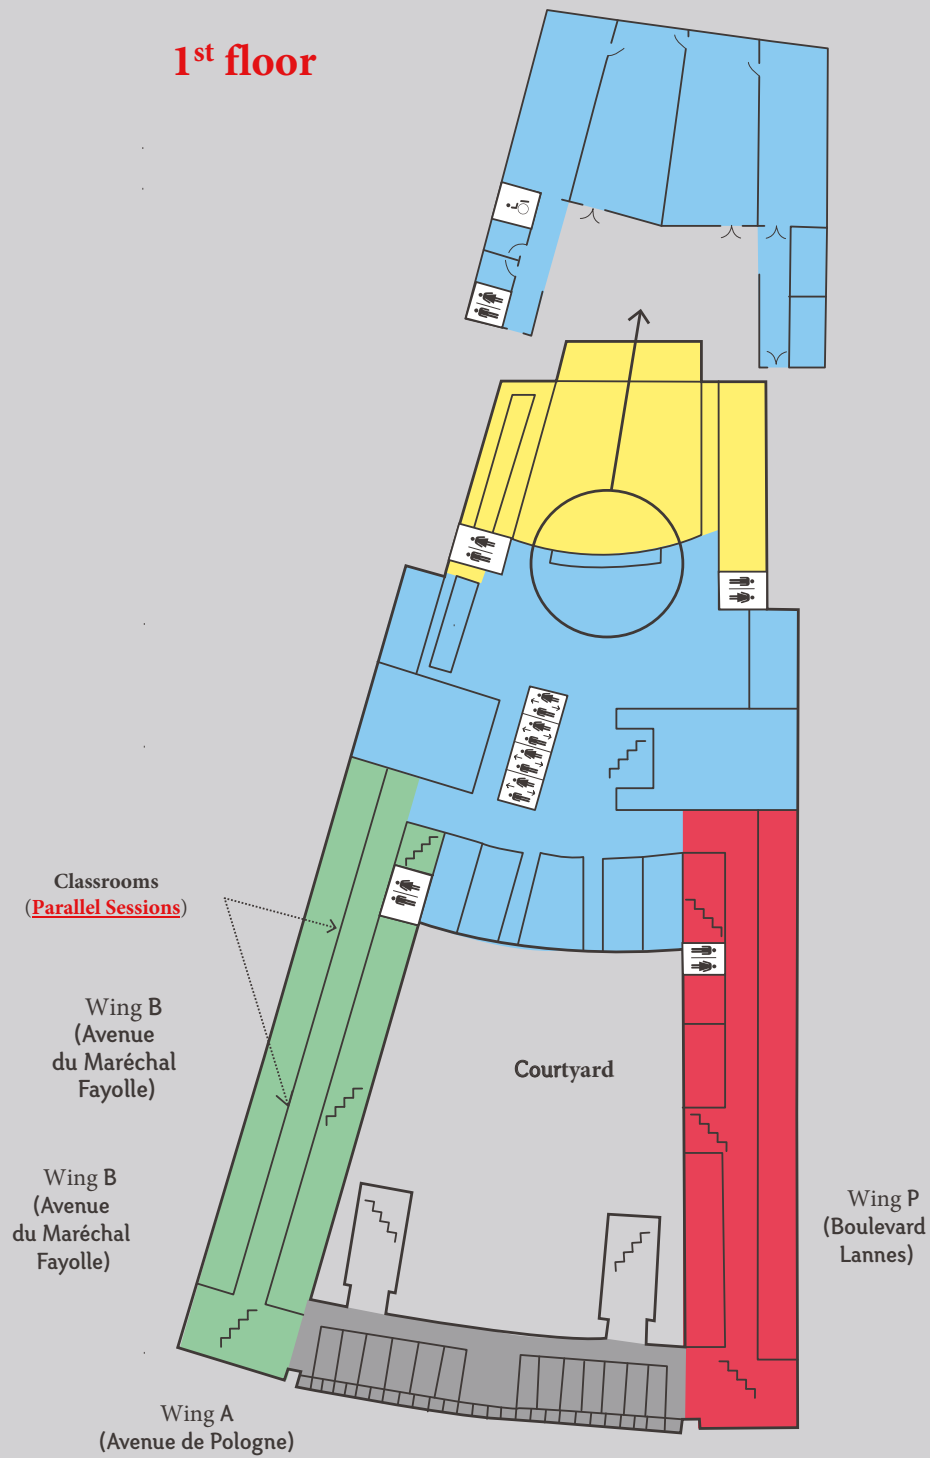 1st floor
Classrooms
(Parallel Sessions)
Wing B
(Avenue
du Maréchal
Fayolle)
Courtyard
Wing B
(Avenue
du Maréchal
Fayolle)
Wing P
(Boulevard
Lannes)
Wing A
(Avenue de Pologne)